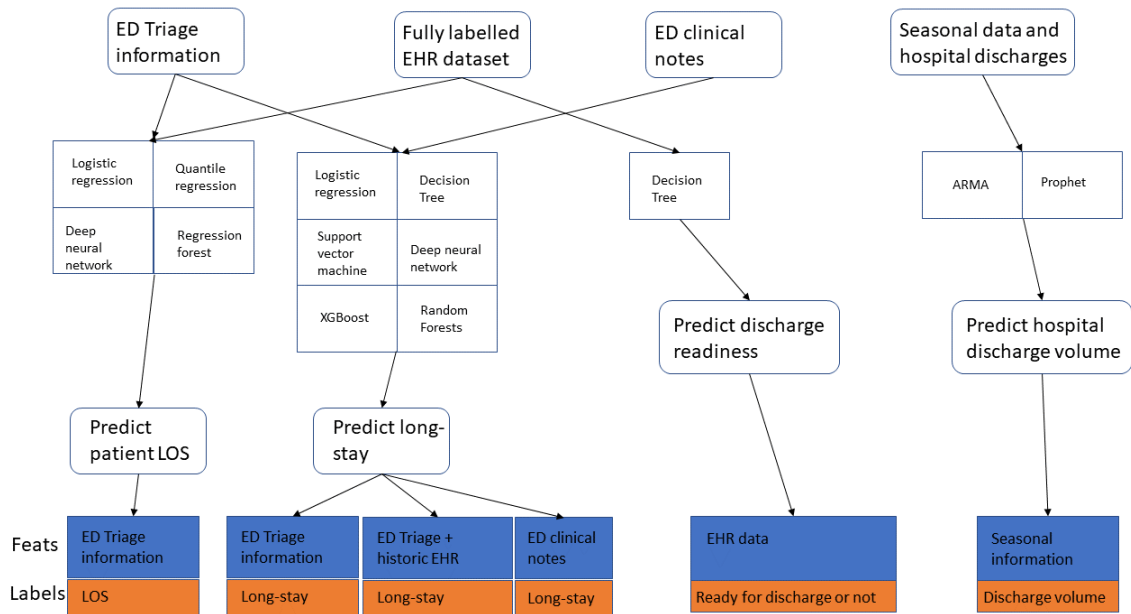 ED Triage
information
Fully labelled
EHR dataset
ED clinical
notes
Seasonal data and
hospital discharges
Logistic
regression
Quantile
regression
Deep
neural
network
Regression
forest
Logistic
regression
Decision
Tree
Support
vector
machine
Deep neural
network
XGBoost
Random
Forests
Decision
Tree
ARMA
Prophet
Predict discharge
readiness
Predict hospital
discharge volume
Predict
patient LOS
Predict long-
stay
Feats
ED Triage
information
ED Triage
information
ED Triage +
historic EHR
ED clinical
notes
EHR data
Seasonal
information
Labels
LOS
Long-stay
Long-stay
Long-stay
Ready for discharge or not
Discharge volume